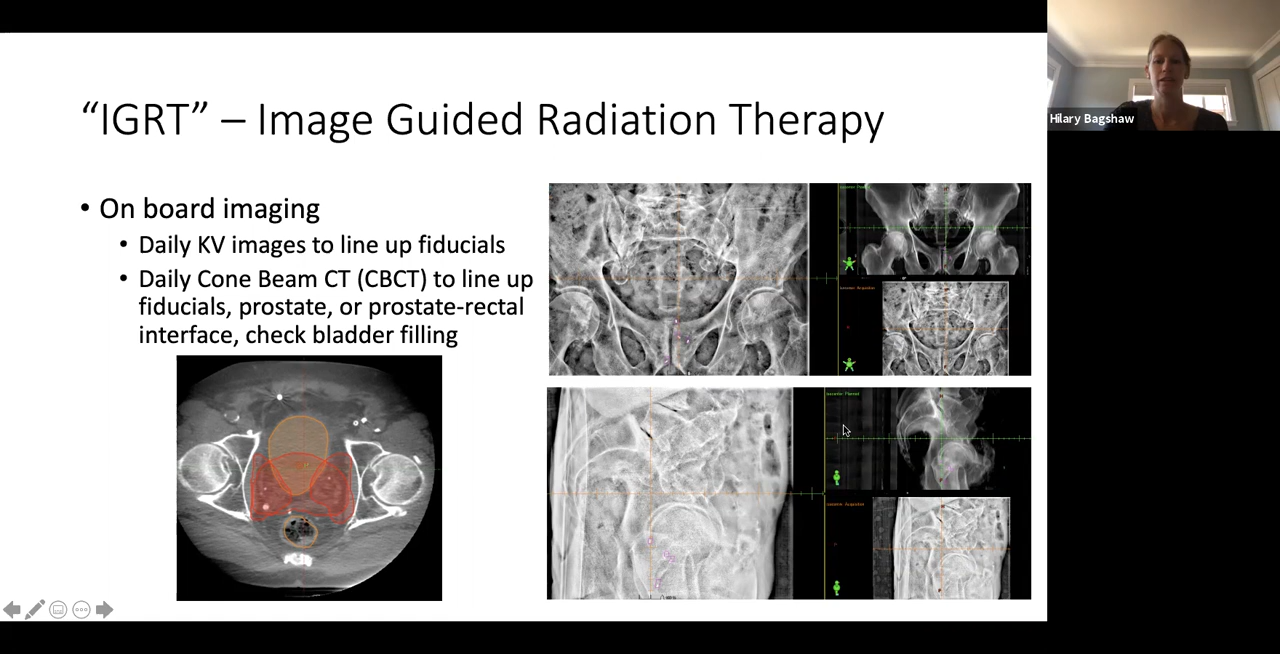 “IGRT” – Image Guided Radiation Therapy
Hilary Bagshaw
• On board imaging
• Daily KV images to line up fiducials
• Daily Cone Beam CT (CBCT) to line up
fiducials, prostate, or prostate-rectal
interface, check bladder filling